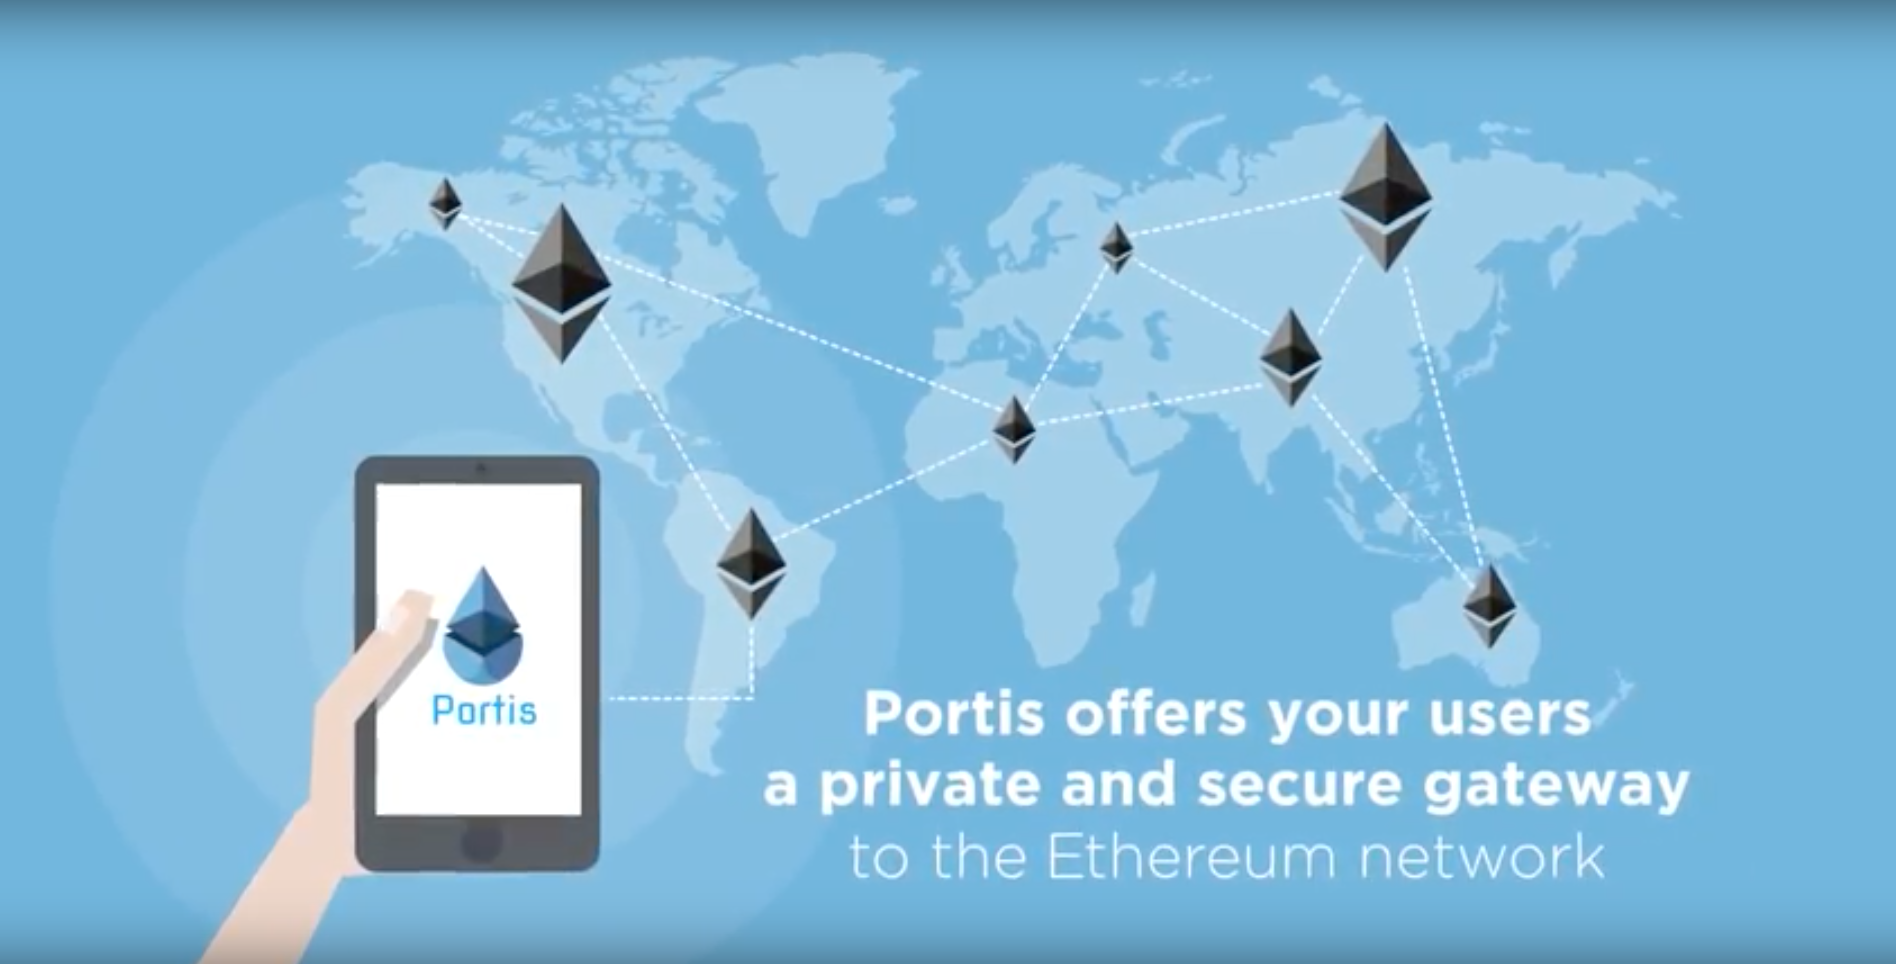 Portis
Portis offers your users
a private and secure gateway
to the Ethereum network